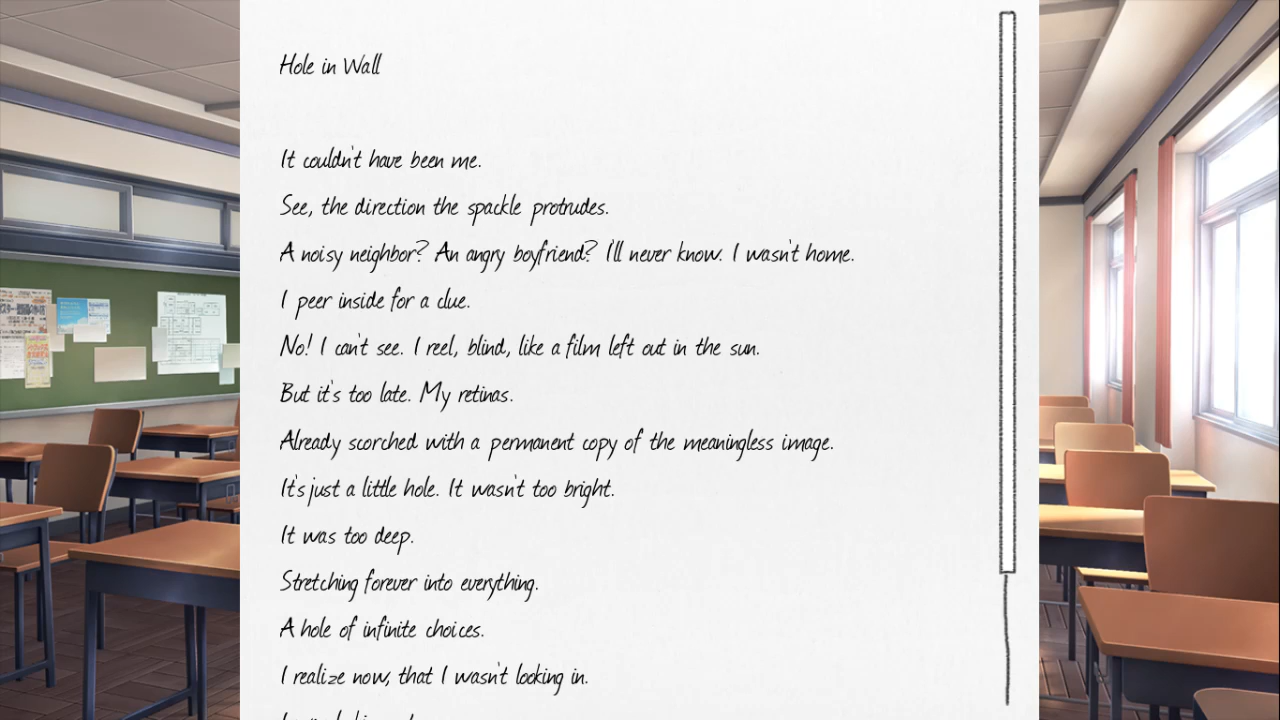 Hole in Wall
It couldn't have been me.
See, the direction the spackle protrudes.
A noisy neighbor? An angry boyfriend? I'll never know. I wasn't home.
I peer inside for a clue.
No! I can't see. I reel, blind, like a film left out in the sun.
But it's too late. My retinas.
Already scorched with a permanent copy of the meaningless image.
It's just a little hole. It wasn't too bright.
It was too deep.
Stretching forever into everything.
A hole of infinite choices.
I realize now, that I wasn't looking in.